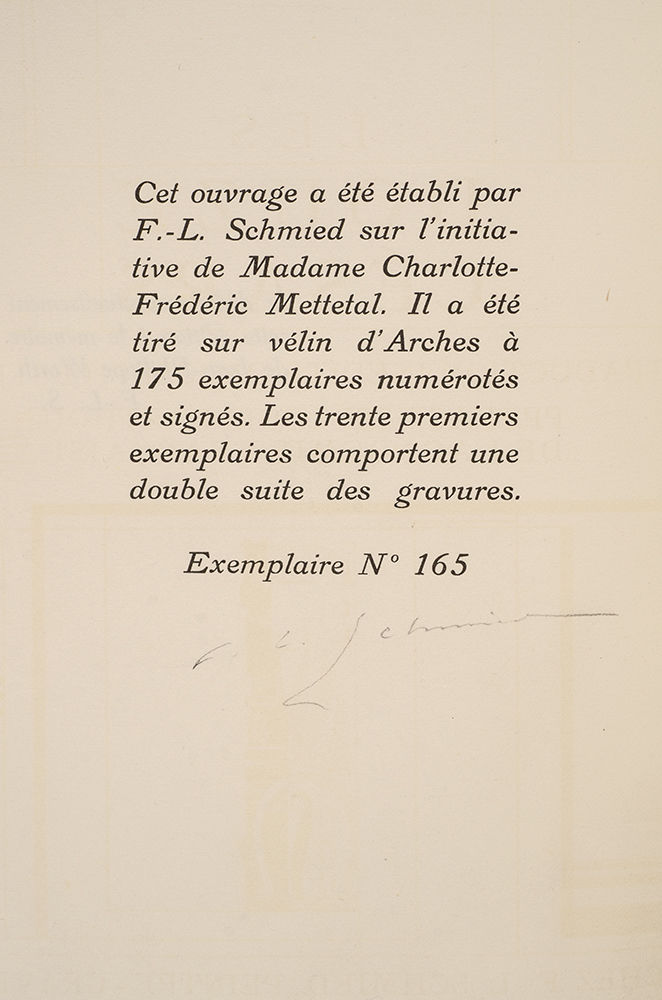 Cet ouvrage a été établi par
F.-L. Schmied sur l'initia-
tive de Madame Charlotte-
Frédéric Mettetal. Il a été
tiré sur vélin d'Arches à
175 exemplaires numérotés
et signés. Les trente premiers
exemplaires comportent une
double suite des gravures.
Exemplaire N° 165
F. L. Schmied